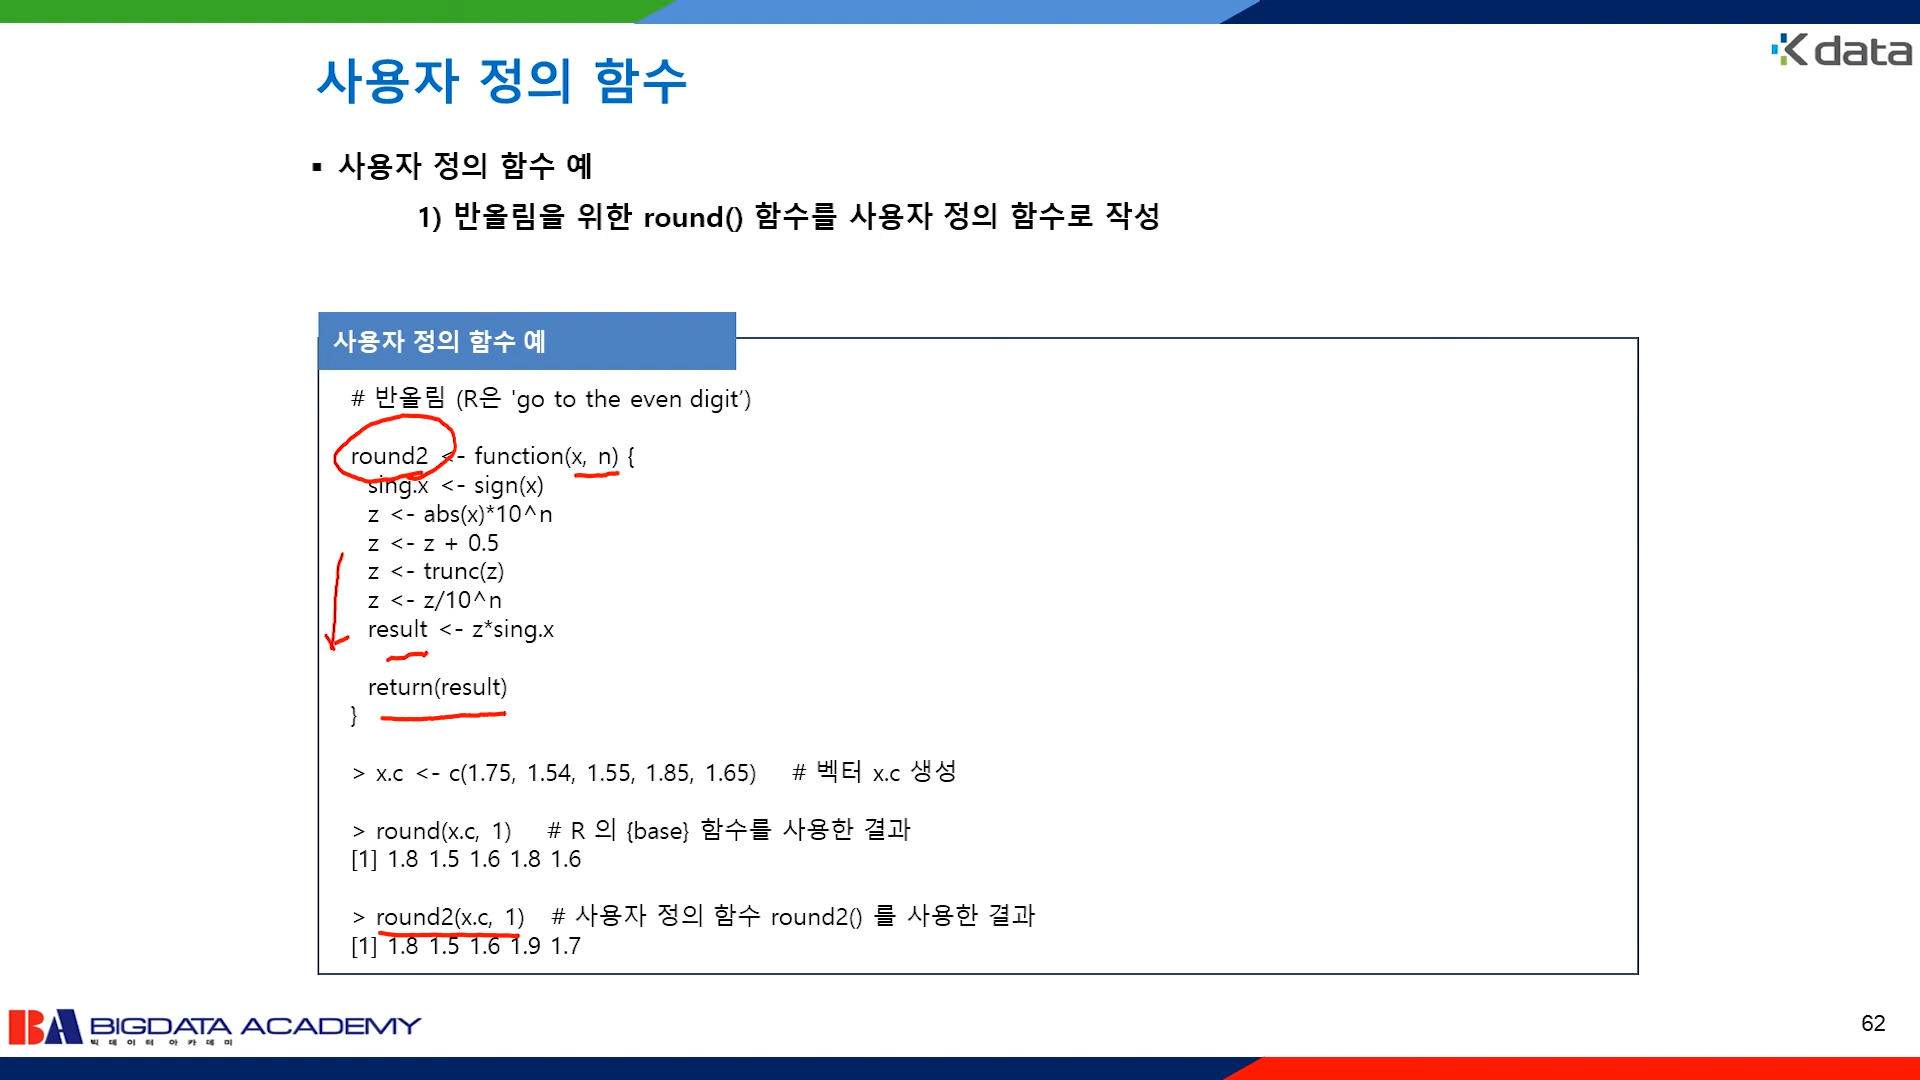 Kdata
사용자 정의 함수
▪ 사용자 정의 함수 예
1) 반올림을 위한 round() 함수를 사용자 정의 함수로 작성
사용자 정의 함수 예
# 반올림 (R은 'go to the even digit’)
round2 <- function(x, n) {
sing.x <- sign(x)
z <- abs(x)*10^n
z <- z + 0.5
z <- trunc(z)
z <- z/10^n
result <- z*sing.x
return(result)
}
> x.c <- c(1.75, 1.54, 1.55, 1.85, 1.65) # 벡터 x.c 생성
> round(x.c, 1) # R 의 {base} 함수를 사용한 결과
[1] 1.8 1.5 1.6 1.8 1.6
> round2(x.c, 1) # 사용자 정의 함수 round2() 를 사용한 결과
[1] 1.8 1.5 1.6 1.9 1.7
BA BIGDATA ACADEMY
빅데이터아카데미
62